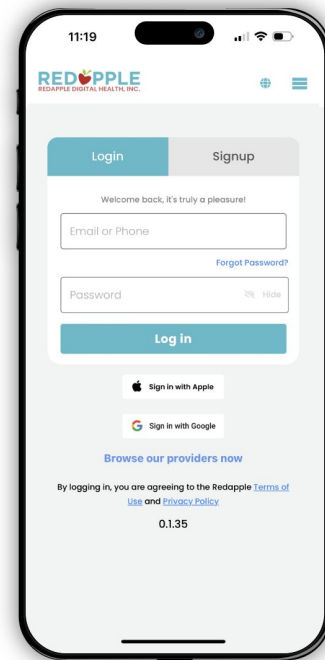 11:19
REDAPPLE
REDAPPLE DIGITAL HEALTH, INC.
Login
Signup
Welcome back, it's truly a pleasure!
Email or Phone
Forgot Password?
Password
Hide
Log in
Sign in with Apple
Sign in with Google
Browse our providers now
By logging in, you are agreeing to the Redapple Terms of
Use and Privacy Policy
0.1.35